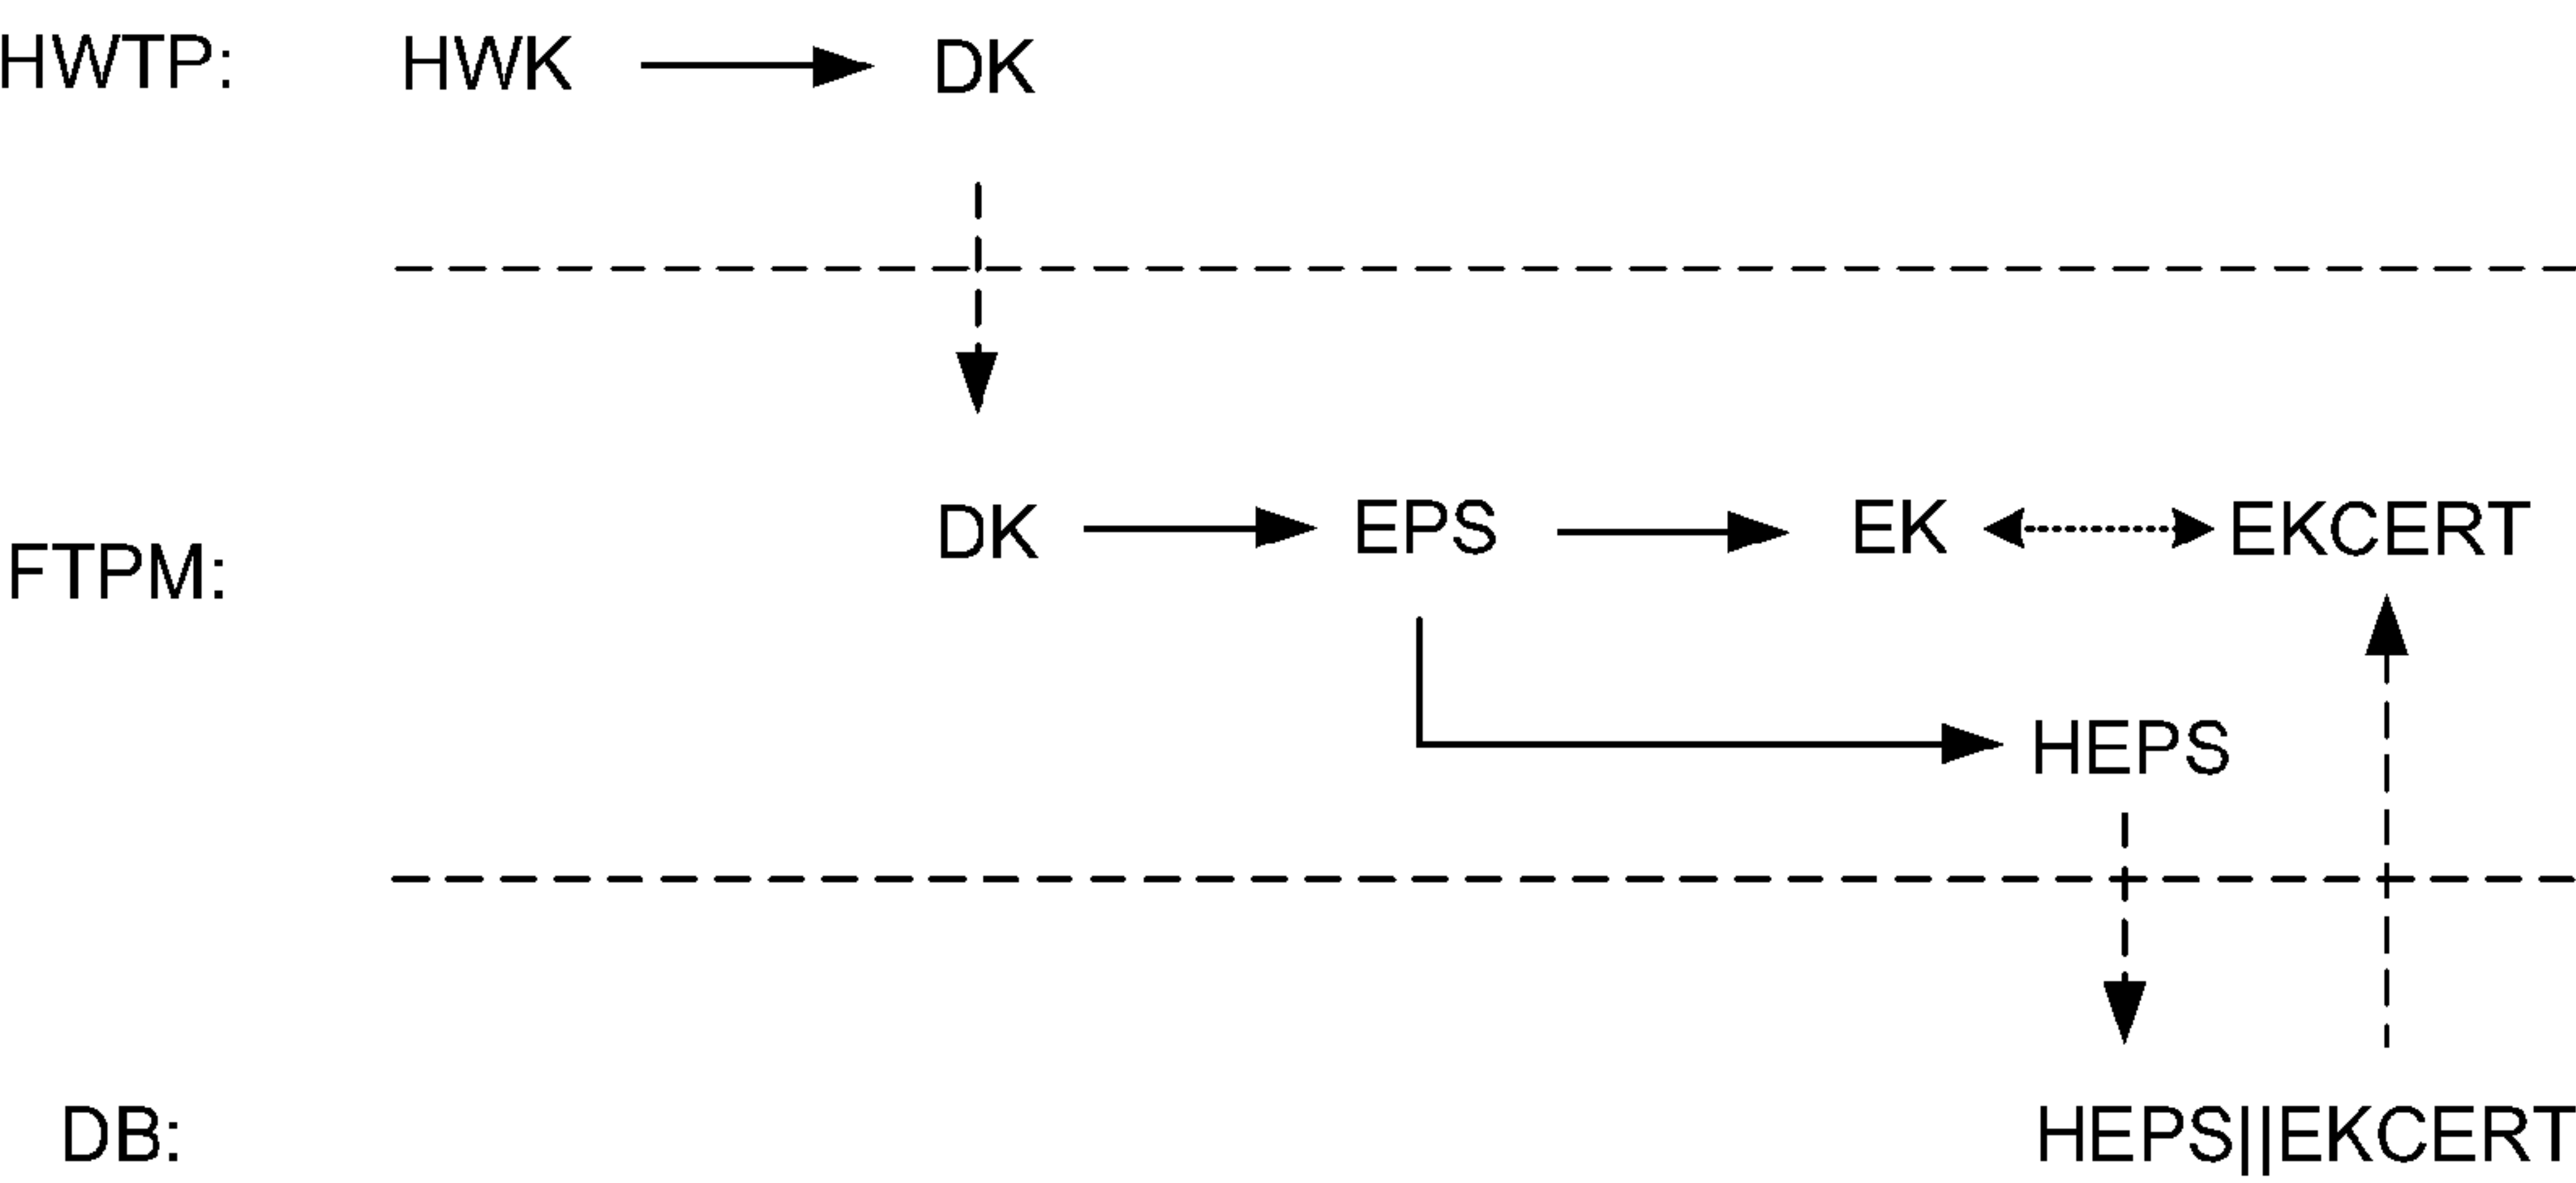 HWTP: HWK DK
DK EPS EK EKCERT
FTPM:
HEPS
DB: HEPS||EKCERT